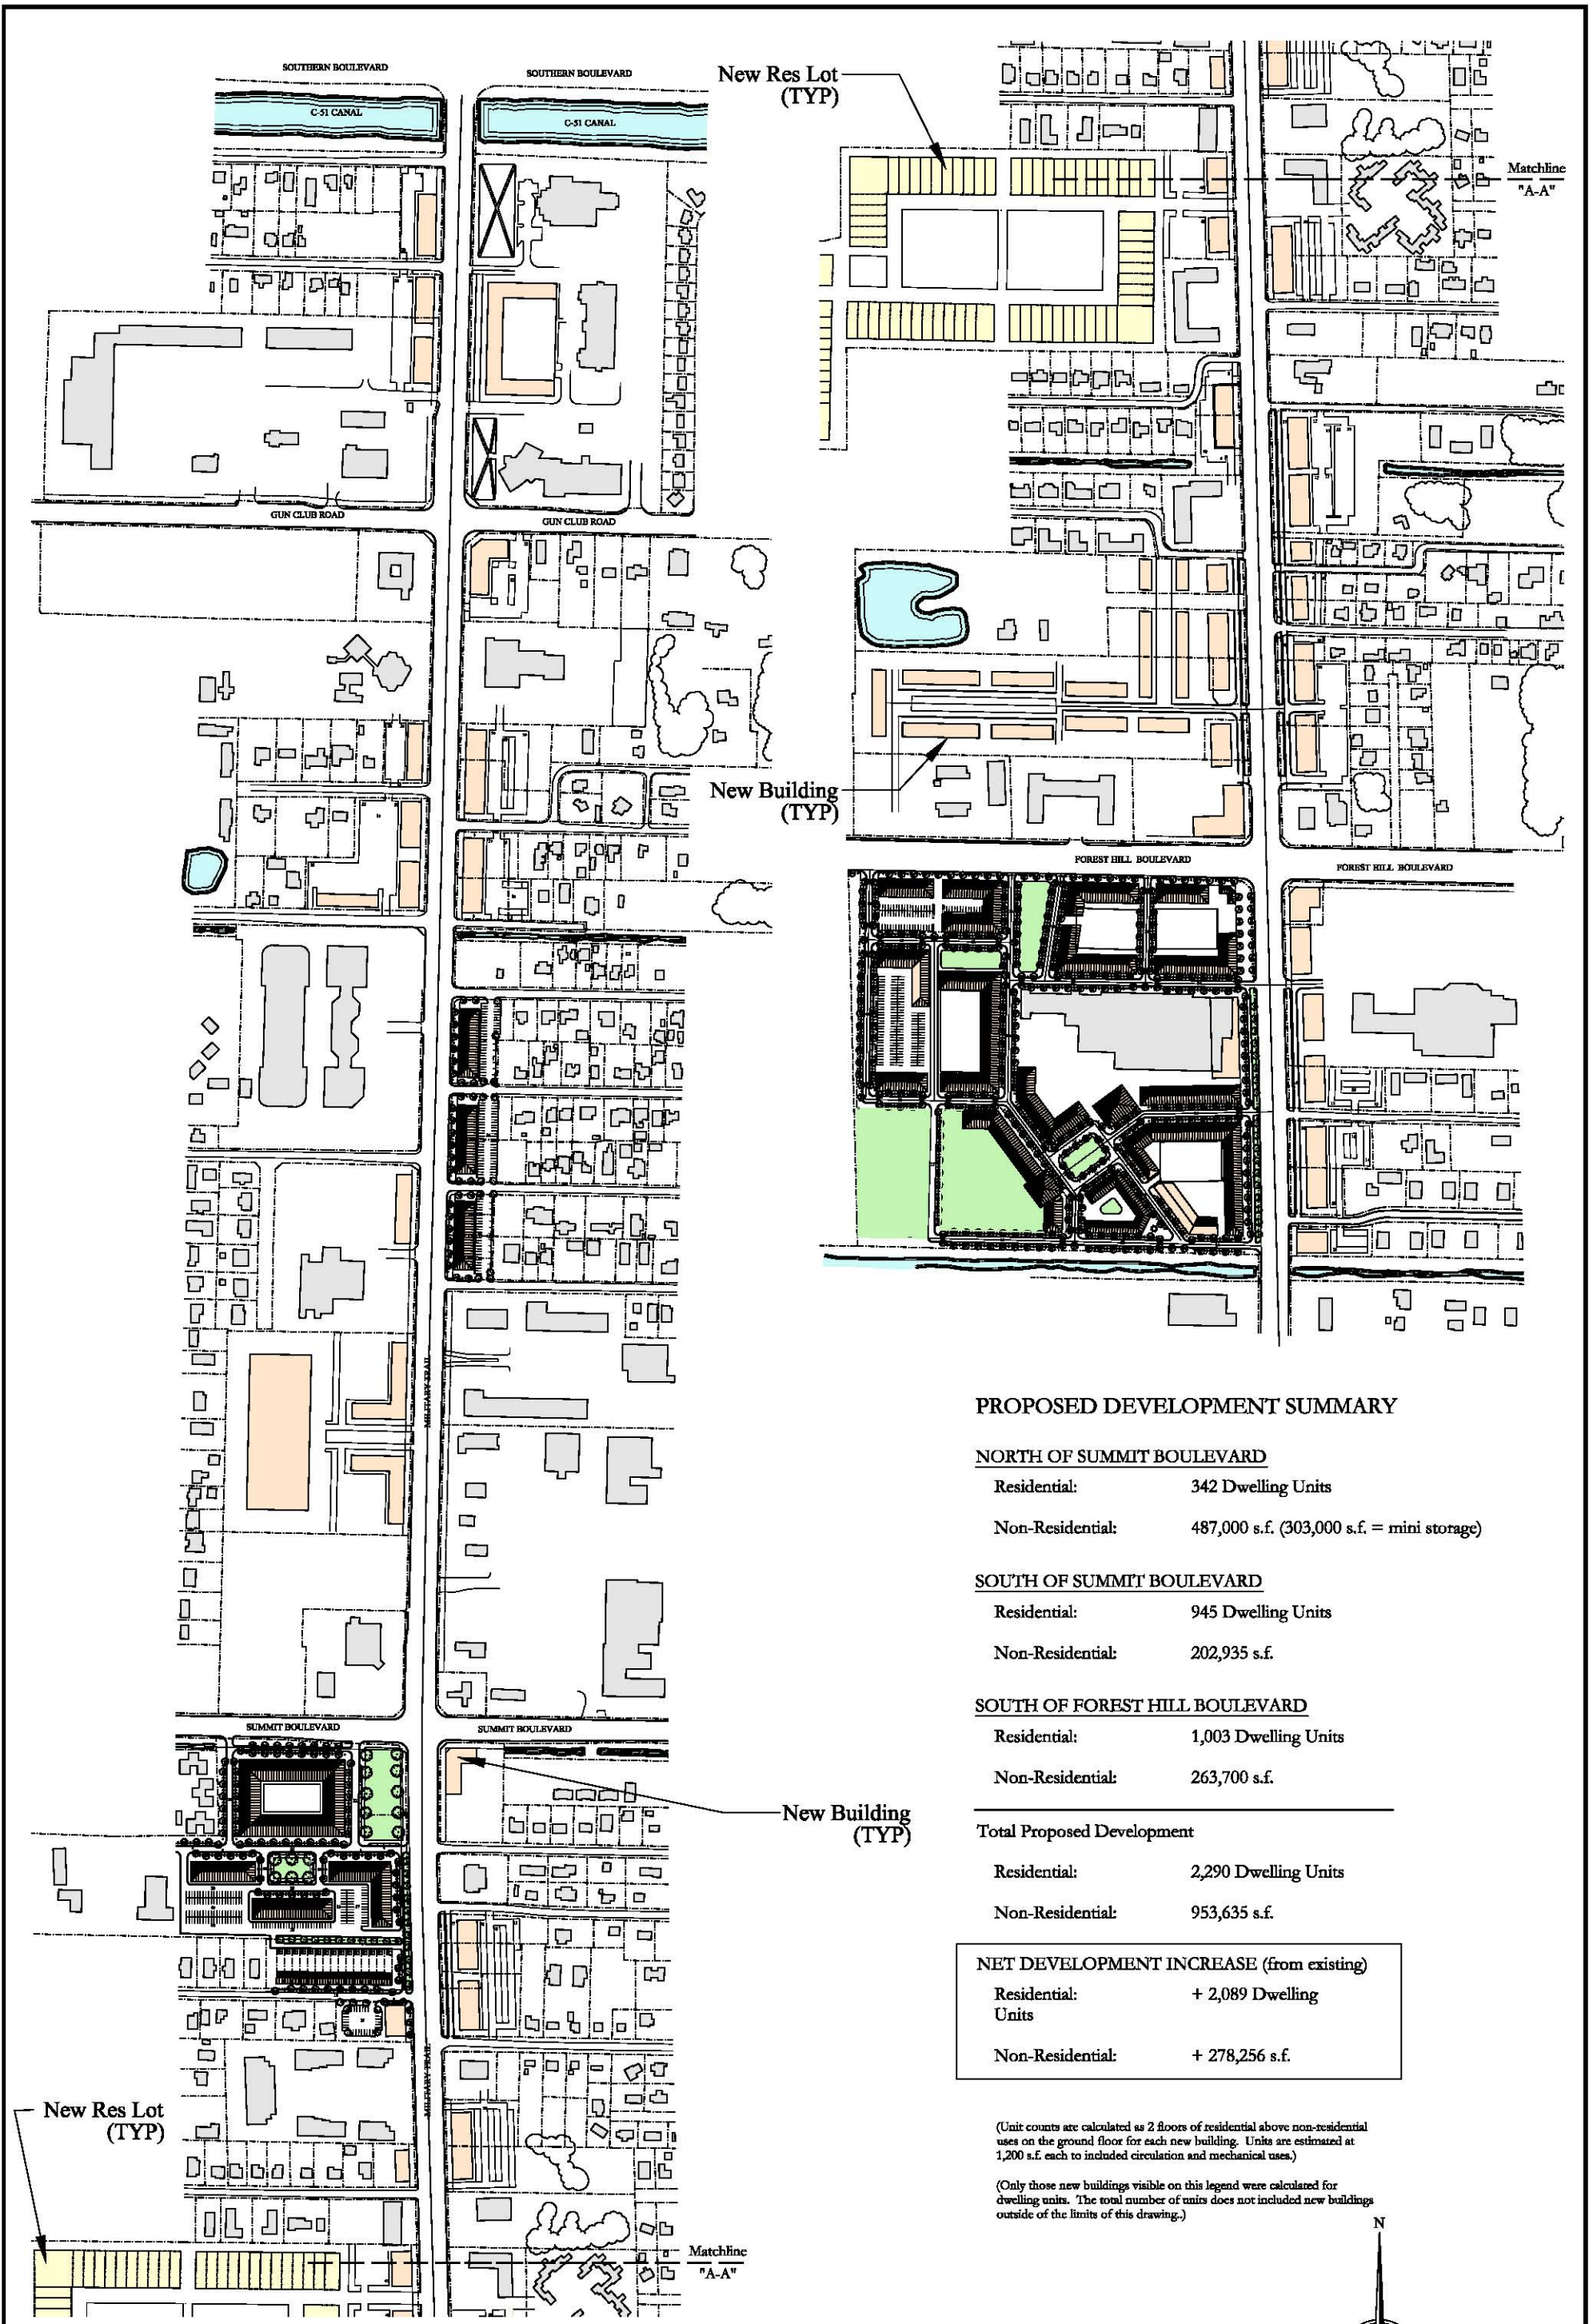 SOUTHERN BOULEVARD
SOUTHERN BOULEVARD
C-51 CANAL
C-51 CANAL
GUN CLUB ROAD
GUN CLUB ROAD
MILITARY TRAIL
SUMMIT BOULEVARD
SUMMIT BOULEVARD
New Building
(TYP)
MILITARY TRAIL
New Res Lot
(TYP)
Matchline
"A-A"
New Res Lot
(TYP)
Matchline
"A-A"
New Building
(TYP)
FOREST HILL BOULEVARD
FOREST HILL BOULEVARD
PROPOSED DEVELOPMENT SUMMARY
NORTH OF SUMMIT BOULEVARD
Residential: 342 Dwelling Units
Non-Residential: 487,000 s.f. (303,000 s.f. = mini storage)
SOUTH OF SUMMIT BOULEVARD
Residential: 945 Dwelling Units
Non-Residential: 202,935 s.f.
SOUTH OF FOREST HILL BOULEVARD
Residential: 1,003 Dwelling Units
Non-Residential: 263,700 s.f.
Total Proposed Development
Residential: 2,290 Dwelling Units
Non-Residential: 953,635 s.f.
NET DEVELOPMENT INCREASE (from existing)
Residential: + 2,089 Dwelling
Units
Non-Residential: + 278,256 s.f.
(Unit counts are calculated as 2 floors of residential above non-residential
uses on the ground floor for each new building. Units are estimated at
1,200 s.f. each to included circulation and mechanical uses.)
(Only those new buildings visible on this legend were calculated for
dwelling units. The total number of units does not included new buildings
outside of the limits of this drawing..)
N